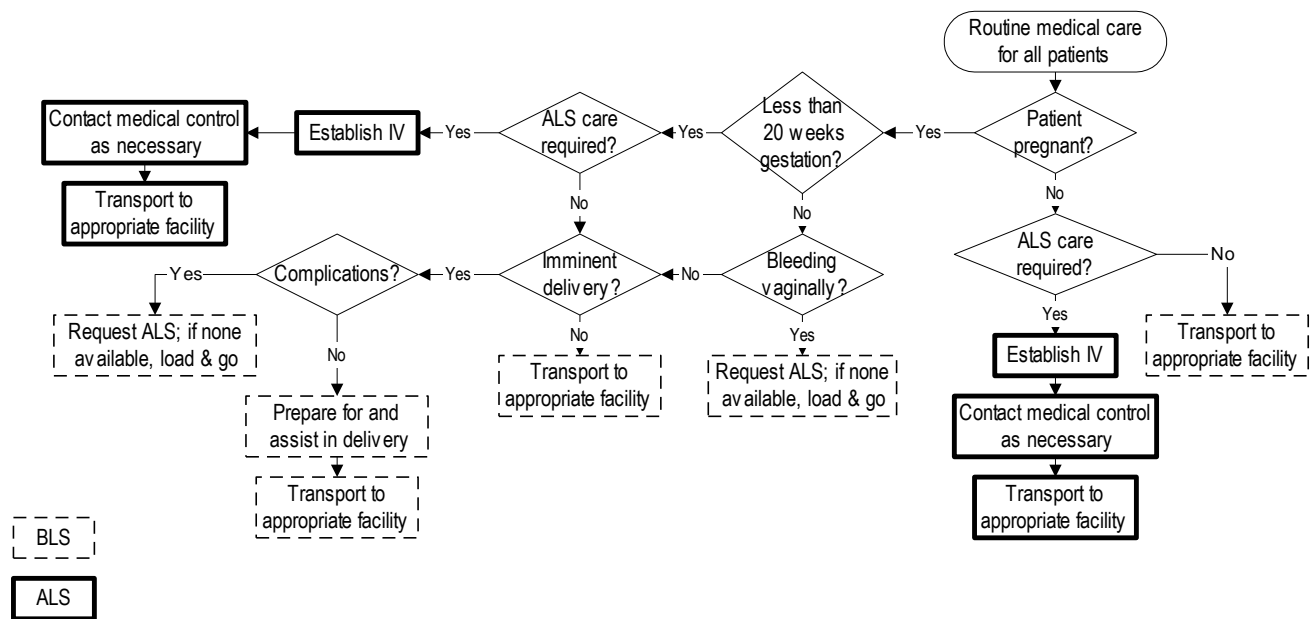 Routine medical care
for all patients
Patient
pregnant?
Yes
No
Less than
20 weeks
gestation?
Yes
No
ALS care
required?
Yes
No
Establish IV
Contact medical control
as necessary
Transport to
appropriate facility
ALS care
required?
No
Yes
Transport to
appropriate facility
Establish IV
Contact medical control
as necessary
Transport to
appropriate facility
Bleeding
vaginally?
No
Yes
Request ALS; if none
available, load & go
Imminent
delivery?
Yes
No
Transport to
appropriate facility
Complications?
Yes
No
Request ALS; if none
available, load & go
Prepare for and
assist in delivery
Transport to
appropriate facility
BLS
ALS